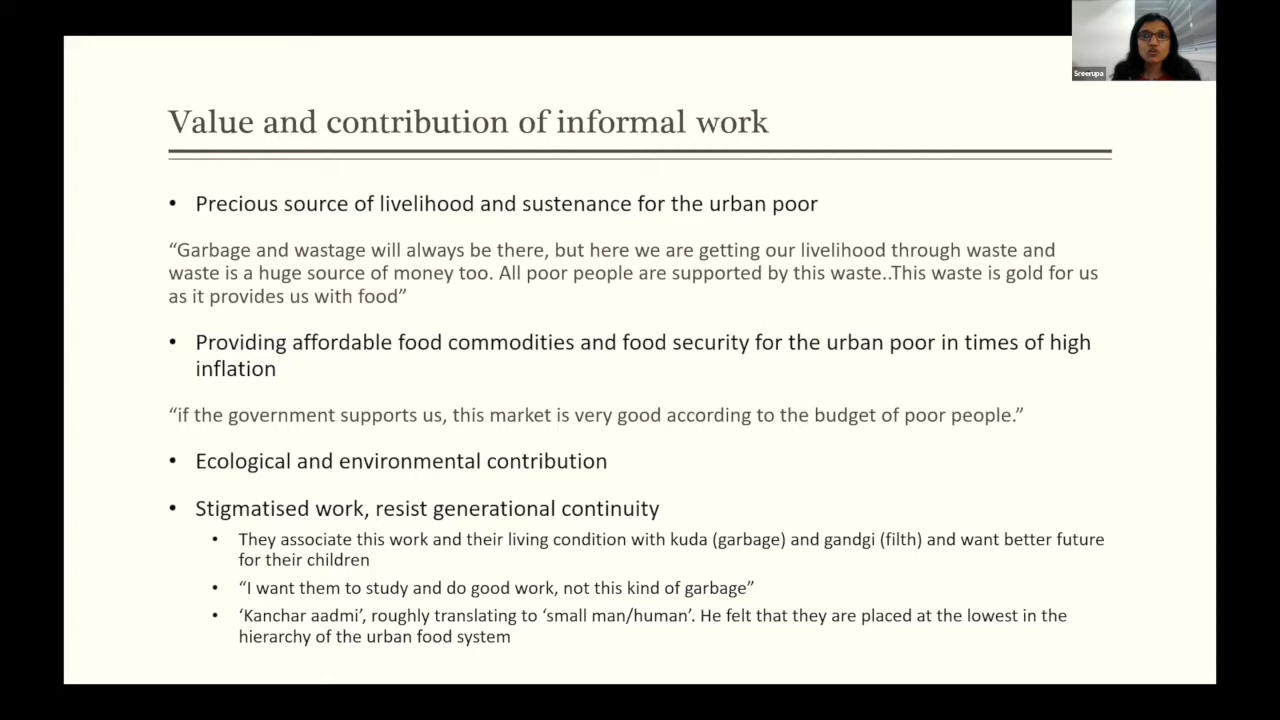 Sreerupa
Value and contribution of informal work
• Precious source of livelihood and sustenance for the urban poor
“Garbage and wastage will always be there, but here we are getting our livelihood through waste and
waste is a huge source of money too. All poor people are supported by this waste..This waste is gold for us
as it provides us with food”
• Providing affordable food commodities and food security for the urban poor in times of high
inflation
“if the government supports us, this market is very good according to the budget of poor people.”
• Ecological and environmental contribution
• Stigmatised work, resist generational continuity
• They associate this work and their living condition with kuda (garbage) and gandgi (filth) and want better future
for their children
• “I want them to study and do good work, not this kind of garbage”
• ‘Kanchar aadmi’, roughly translating to ‘small man/human’. He felt that they are placed at the lowest in the
hierarchy of the urban food system